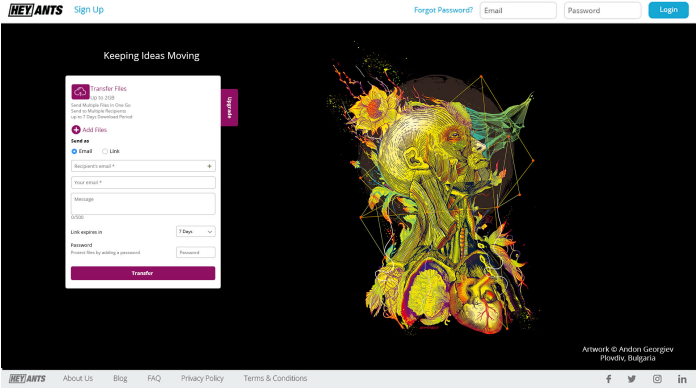 HEY ANTS
Sign Up
Forgot Password?
Email
Password
Login
Keeping Ideas Moving
Transfer Files
Up to 2GB
Send Multiple Files In One Go
Send to Multiple Recipients
up to 7 Days Download Period
Upgrade
Add Files
Send as
Email
Link
Recipient's email *
+
Your email *
Message
0/500
Link expires in
7 Days
Password
Protect files by adding a password
Password
Transfer
Artwork © Andon Georgiev
Plovdiv, Bulgaria
HEY ANTS
About Us
Blog
FAQ
Privacy Policy
Terms & Conditions